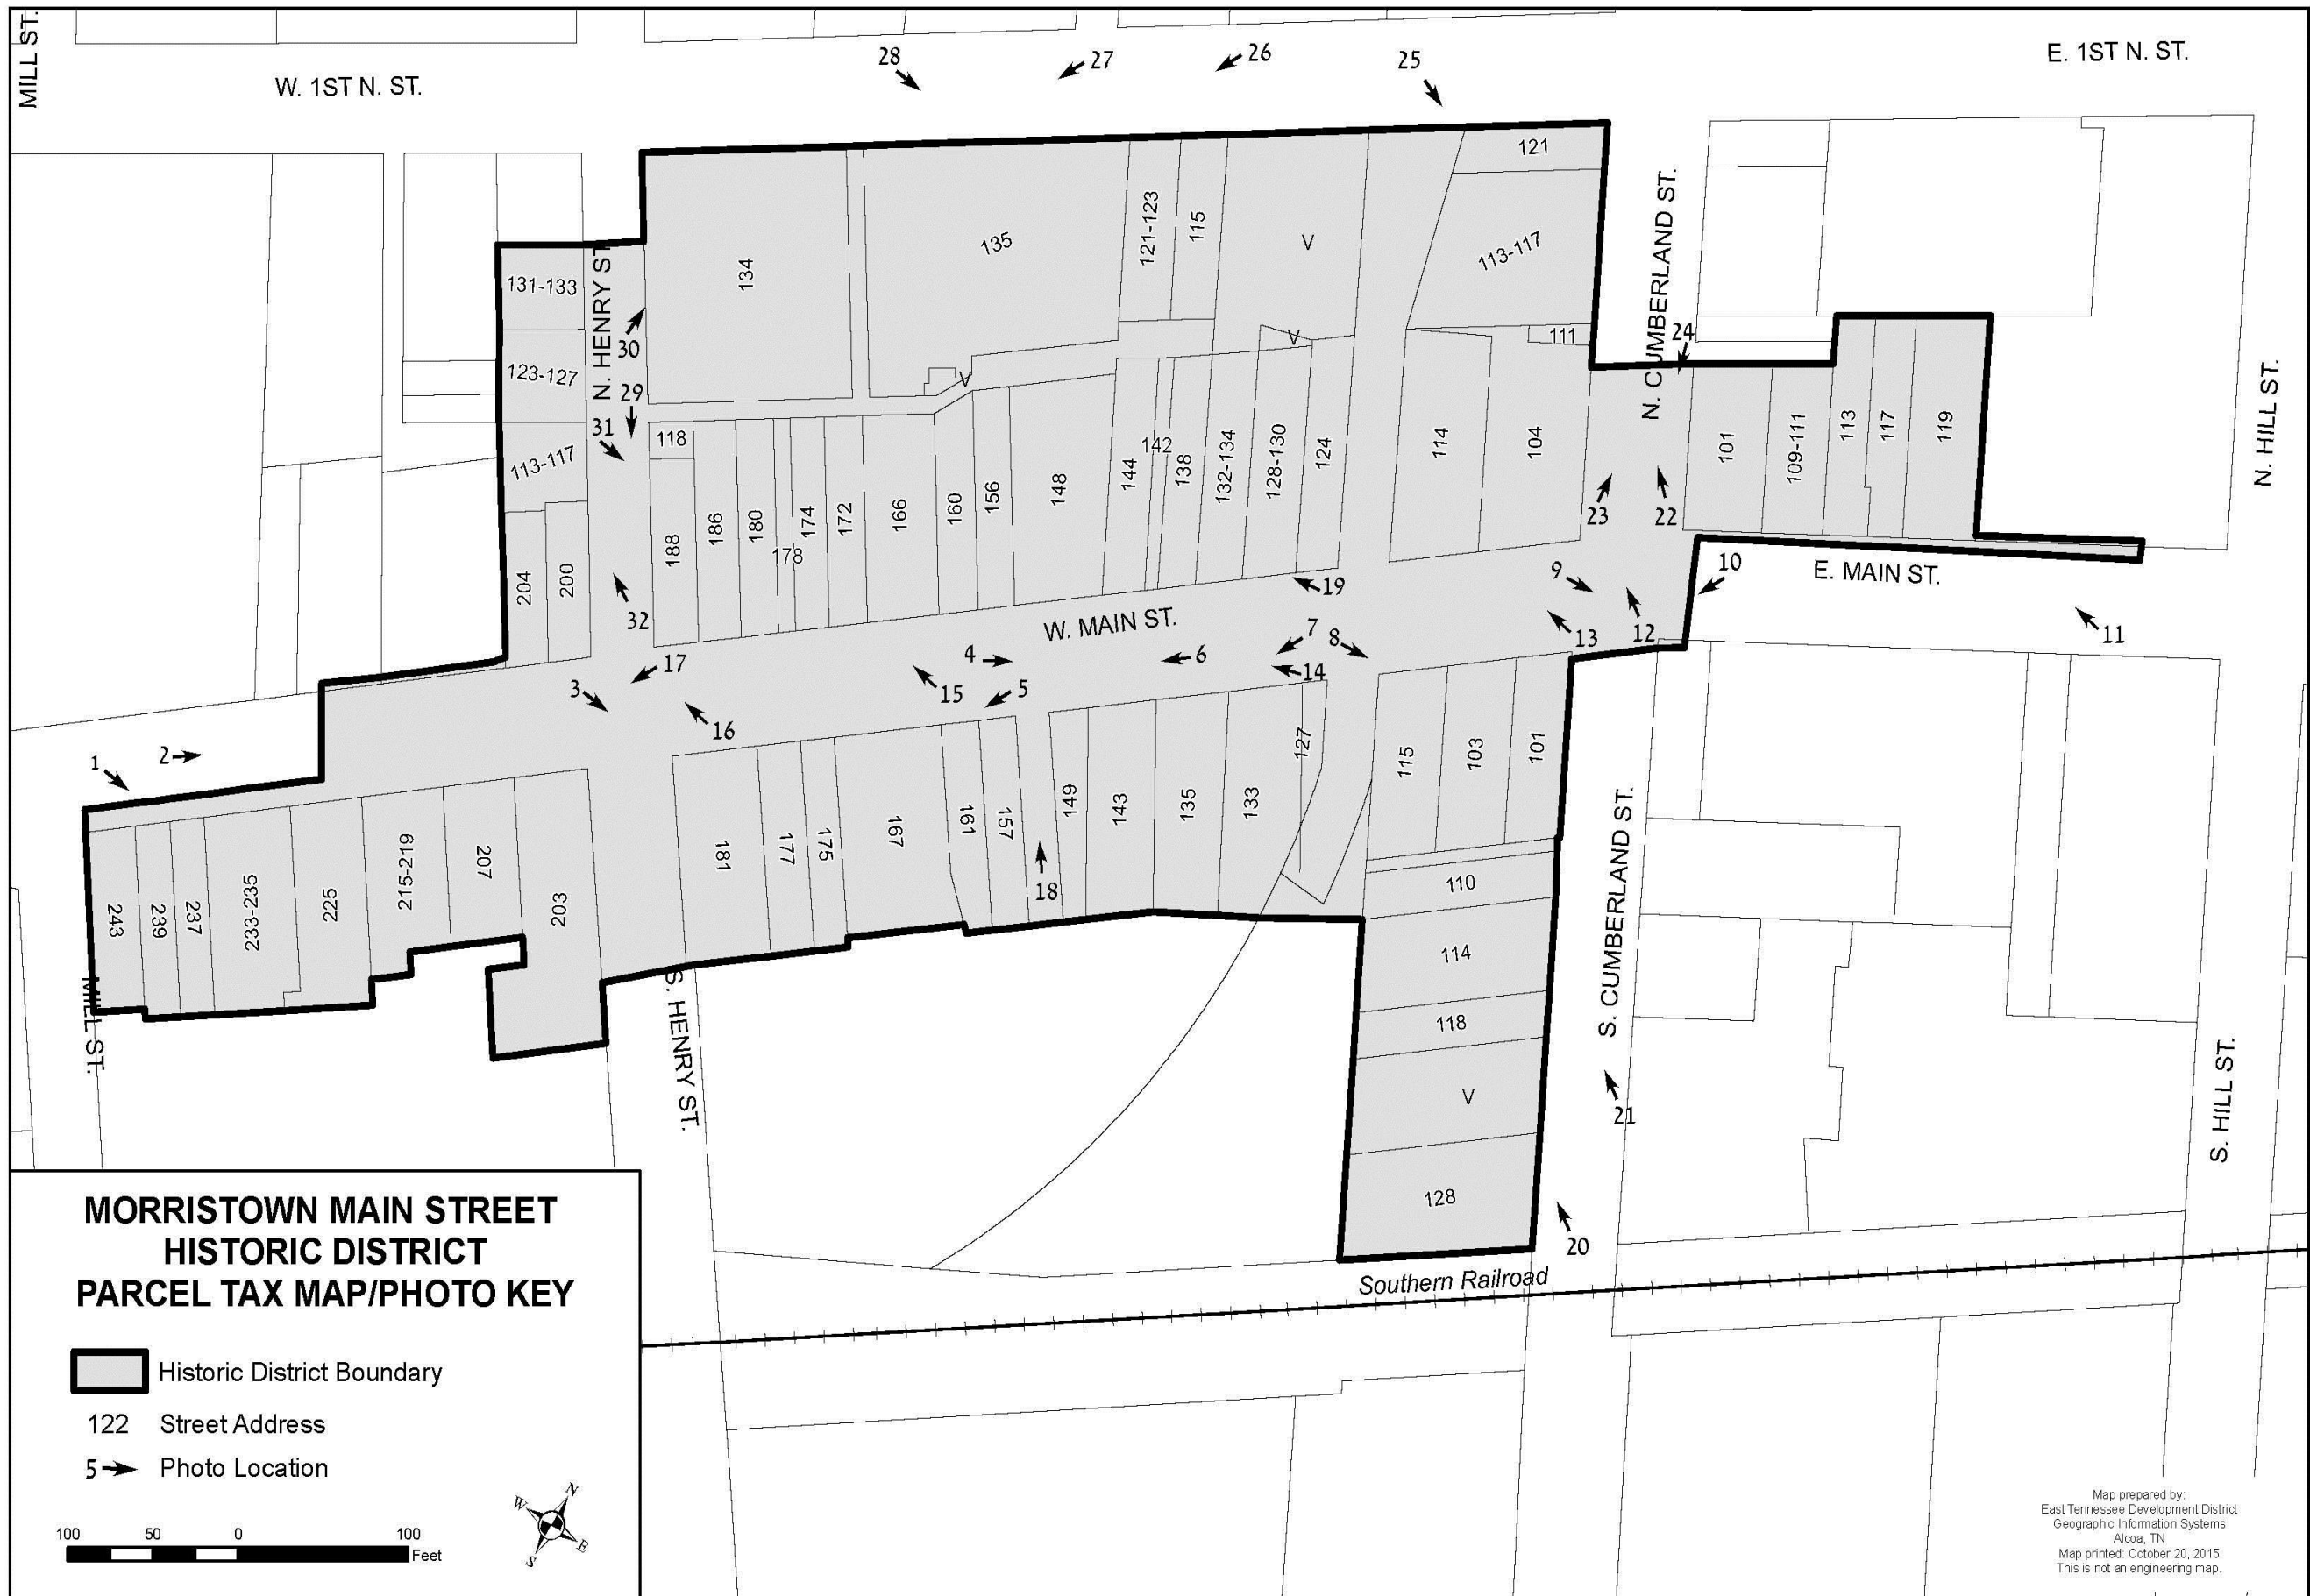 MILL ST.
W. 1ST N. ST.
28
27
26
25
E. 1ST N. ST.
121
121-123
115
V
113-117
N. CUMBERLAND ST.
134
135
131-133
N. HENRY ST.
30
V
111
24
123-127
29
V
N. HILL ST.
31
118
113-117
188
186
180
178
174
172
166
160
156
148
144
142
138
132-134
128-130
124
114
104
101
109-111
113
117
119
23
22
204
200
32
19
9
10
E. MAIN ST.
W. MAIN ST.
12
13
11
7
8
4
6
14
17
3
15
5
16
1
2
127
115
103
101
181
177
175
167
161
157
149
143
135
133
18
243
239
237
233-235
225
215-219
207
203
110
114
118
V
128
S. CUMBERLAND ST.
MILL ST.
S. HENRY ST.
21
20
S. HILL ST.
Southern Railroad
MORRISTOWN MAIN STREET
HISTORIC DISTRICT
PARCEL TAX MAP/PHOTO KEY
Historic District Boundary
122 Street Address
5 Photo Location
N
W
E
S
100 50 0 100
Feet
Map prepared by:
East Tennessee Development District
Geographic Information Systems
Alcoa, TN
Map printed: October 20, 2015
This is not an engineering map.